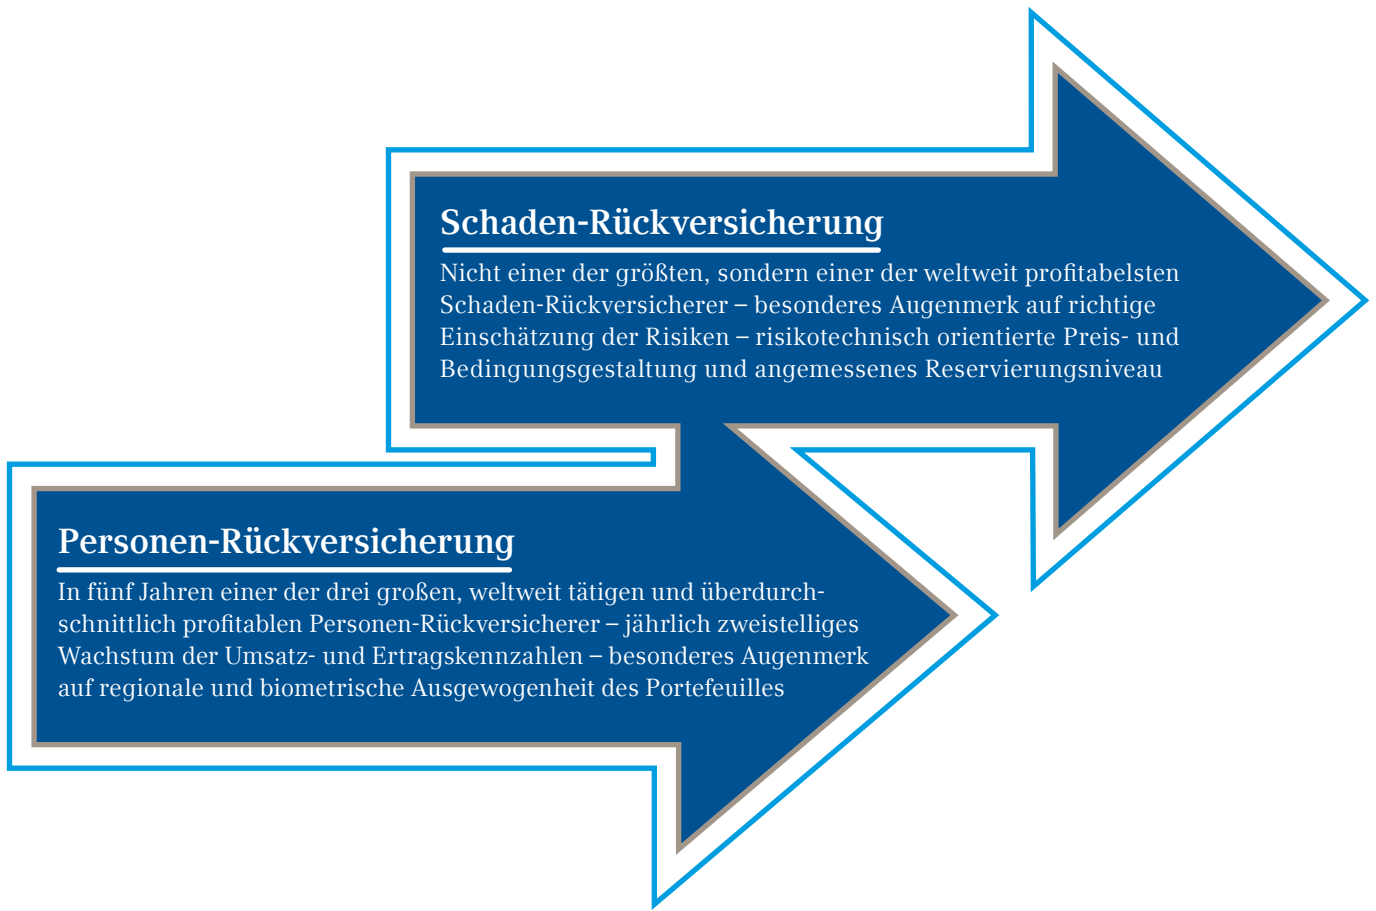 Schaden-Rückversicherung
Nicht einer der größten, sondern einer der weltweit profitabelsten
Schaden-Rückversicherer – besonderes Augenmerk auf richtige
Einschätzung der Risiken – risikotechnisch orientierte Preis- und
Bedingungsgestaltung und angemessenes Reservierungsniveau
Personen-Rückversicherung
In fünf Jahren einer der drei großen, weltweit tätigen und überdurch-
schnittlich profitablen Personen-Rückversicherer – jährlich zweistelliges
Wachstum der Umsatz- und Ertragskennzahlen – besonderes Augenmerk
auf regionale und biometrische Ausgewogenheit des Portefeuilles